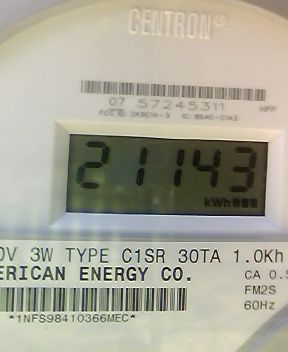 CENTRON®
07 57245311
21143
kWh
0V 3W TYPE C1SR 30TA 1.0Kh
ERICAN ENERGY CO.
CA 0.5
FM2S
60Hz
*1NFS98410366MEC*